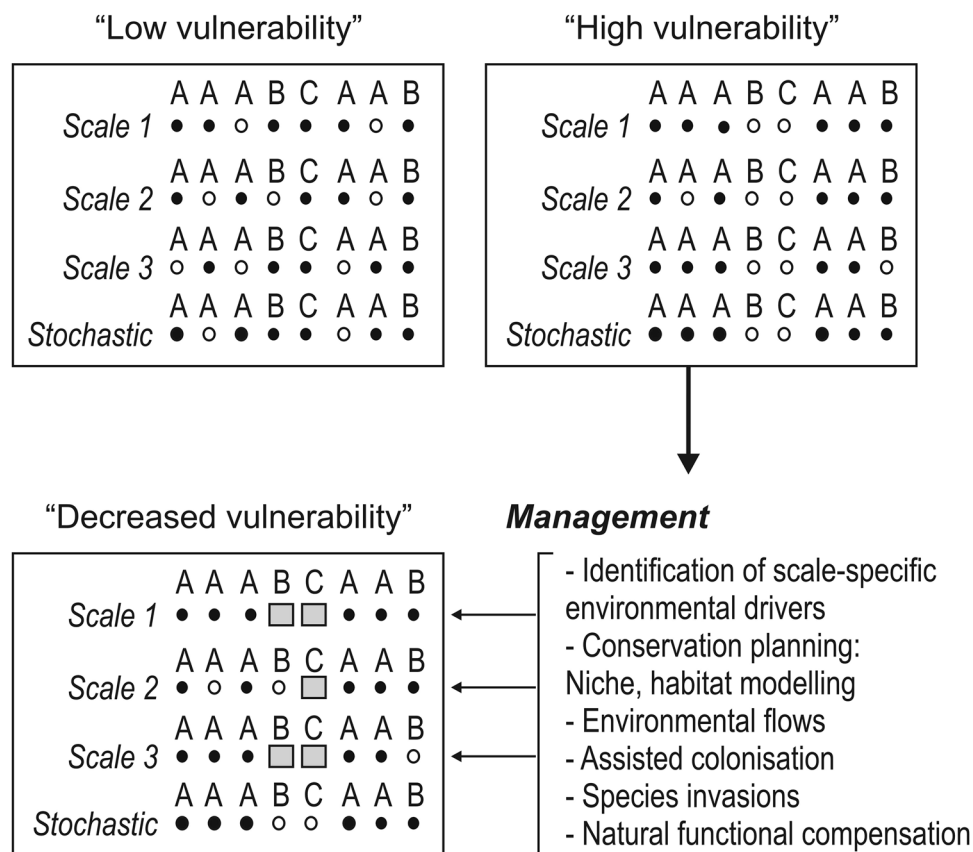 “Low vulnerability”
A A A B C A A B
Scale 1
A A A B C A A B
Scale 2
A A A B C A A B
Scale 3
A A A B C A A B
Stochastic
“High vulnerability”
A A A B C A A B
Scale 1
A A A B C A A B
Scale 2
A A A B C A A B
Scale 3
A A A B C A A B
Stochastic
“Decreased vulnerability”
A A A B C A A B
Scale 1
A A A B C A A B
Scale 2
A A A B C A A B
Scale 3
A A A B C A A B
Stochastic
Management
- Identification of scale-specific
environmental drivers
- Conservation planning:
Niche, habitat modelling
- Environmental flows
- Assisted colonisation
- Species invasions
- Natural functional compensation